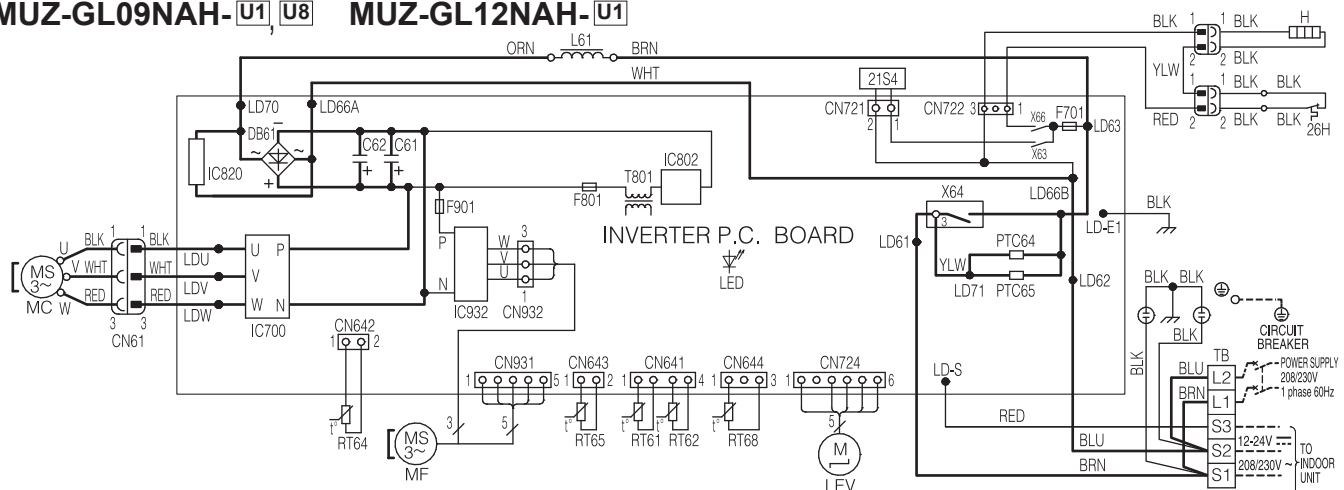 MUZ-GL09NAH-U1, U8 MUZ-GL12NAH-U1
ORN L61 BRN
WHT
BLK 1 1 BLK H
2 2 BLK
YLW
1 1 BLK BLK
RED 2 2 BLK BLK 26H
21S4
CN721
2 1
CN722 3 1
X66 F701
X63
LD63
LD70 LD66A
DB61
~ − ~ +
IC820
C62 C61
+ +
F901
F801
T801
IC802
INVERTER P.C. BOARD
LED
X64
3
LD66B
LD61
YLW
PTC64
PTC65
LD71
LD62
LD-E1
BLK
U BLK 1 1 BLK LDU
V WHT WHT LDV
W RED 3 3 RED LDW
MS 3~
MC
CN61
U P
V
W N
IC700
P
N
W 3
V
U 1
IC932 CN932
CN642
1 2
t° RT64
3
MS 3~
MF
CN931
1 5
5
CN643
1 2
t° RT65
CN641
1 4
t° RT61 t° RT62
CN644
1 3
t° RT68
CN724
1 6
5
M
LEV
LD-S
RED
BLU
BRN
BLK BLK
BLK
BLK
CIRCUIT BREAKER
TB
BLU L2
BRN L1
S3
S2
S1
POWER SUPPLY
208/230V
1 phase 60Hz
12-24V
208/230V ~
TO INDOOR UNIT